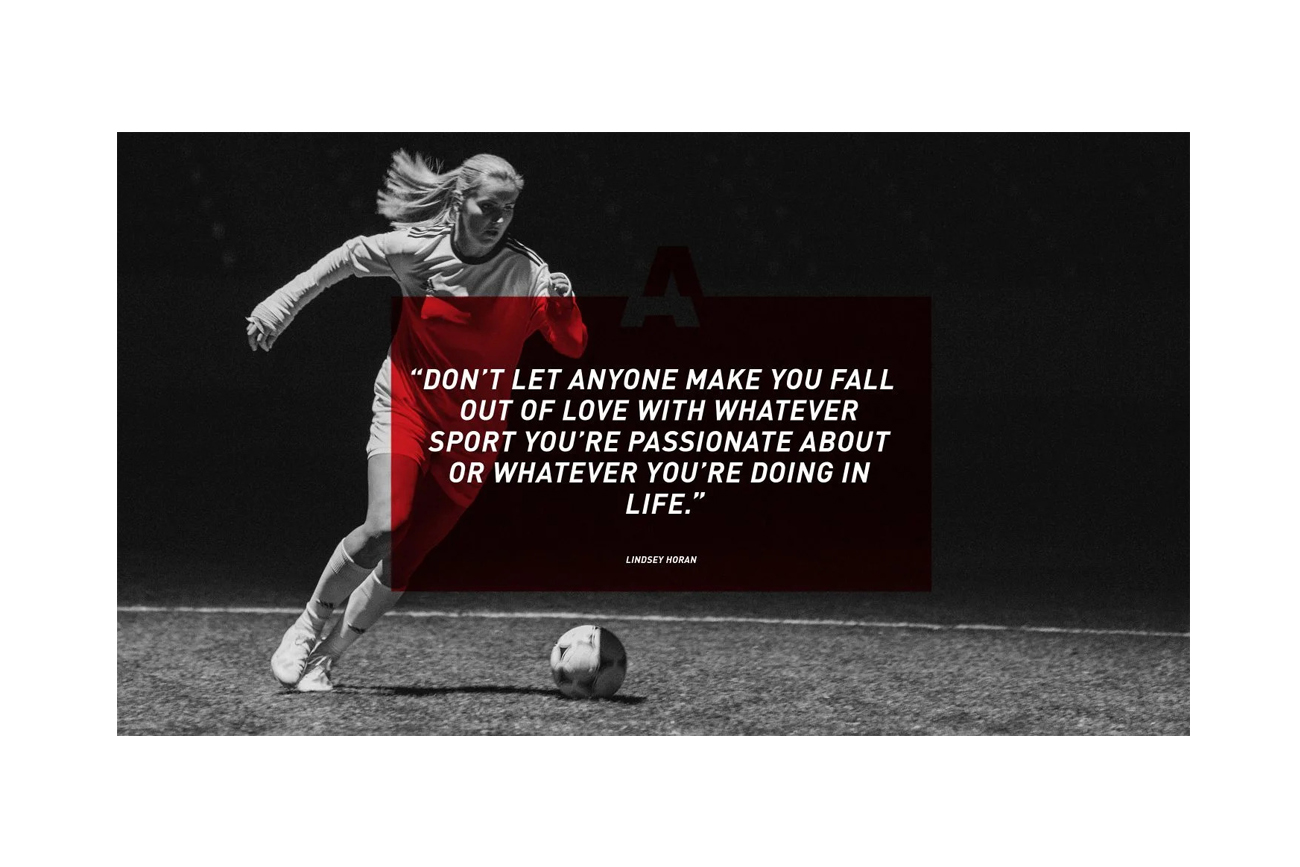 A
“DON’T LET ANYONE MAKE YOU FALL
OUT OF LOVE WITH WHATEVER
SPORT YOU’RE PASSIONATE ABOUT
OR WHATEVER YOU’RE DOING IN
LIFE.”
LINDSEY HORAN